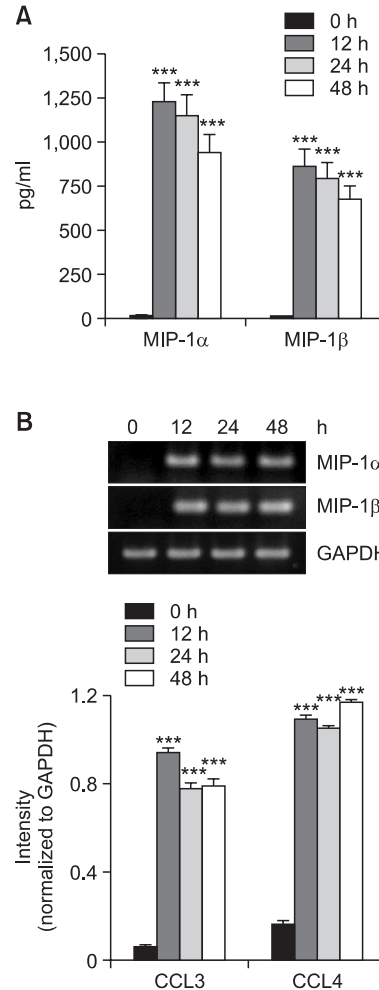 A
0 h
12 h
24 h
48 h
1,500
1,250
1,000
750
500
250
0
pg/ml
*** *** ***
*** *** ***
MIP-1α MIP-1β
B
0 12 24 48 h
MIP-1α
MIP-1β
GAPDH
0 h
12 h
24 h
48 h
1.2
0.8
0.4
0
Intensity
(normalized to GAPDH)
*** *** ***
*** *** ***
CCL3 CCL4